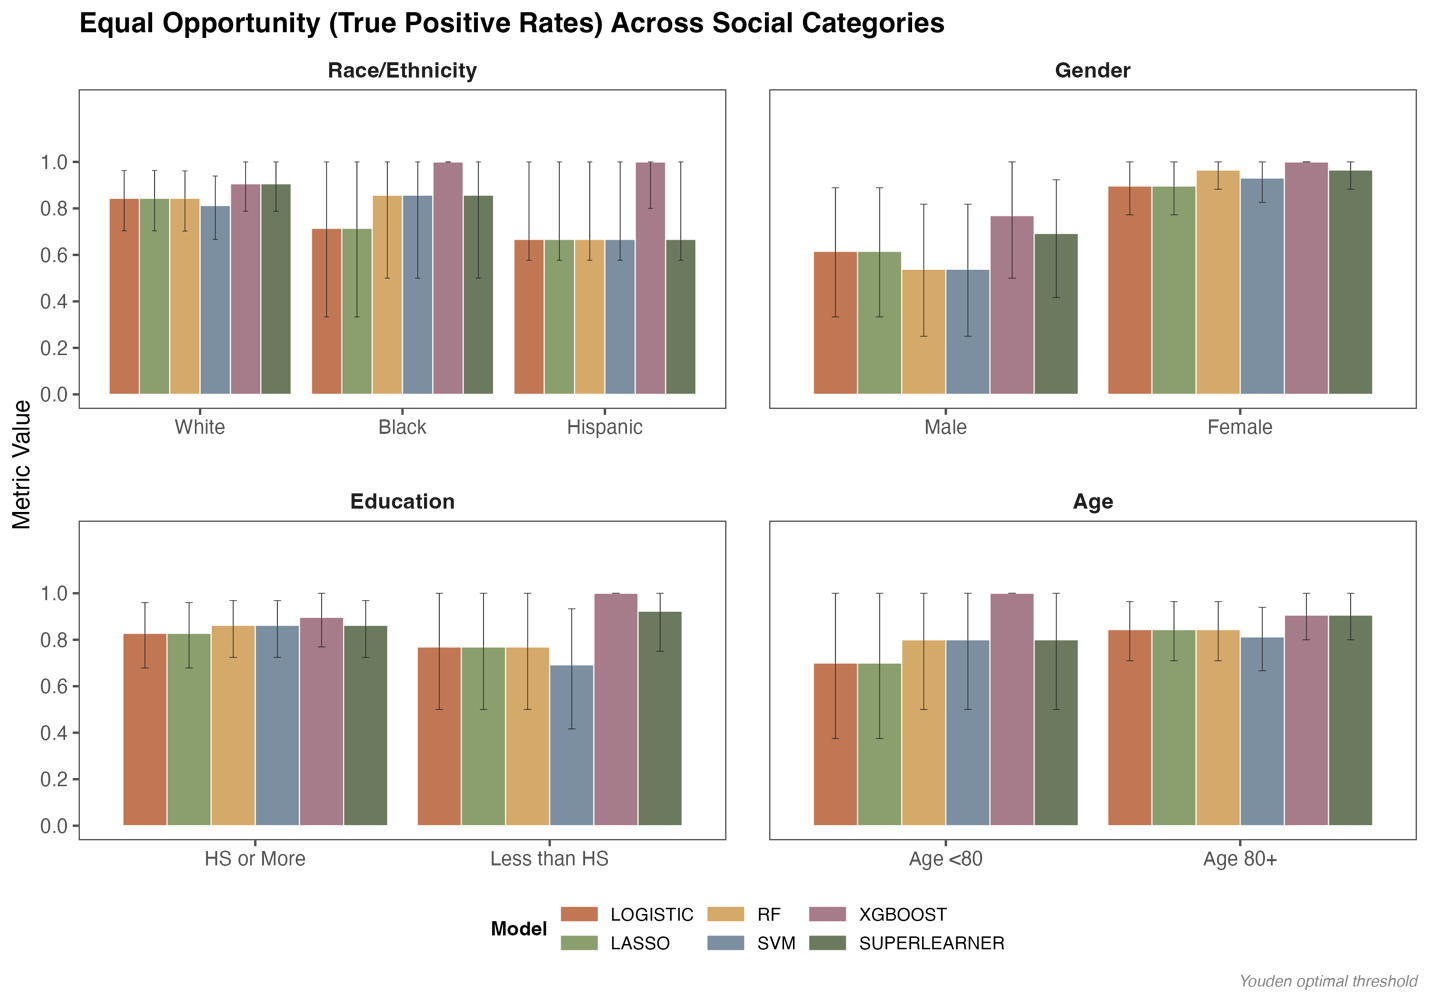 Equal Opportunity (True Positive Rates) Across Social Categories
Race/Ethnicity
Gender
Metric Value
1.0
0.8
0.6
0.4
0.2
0.0
White
Black
Hispanic
Male
Female
Education
Age
1.0
0.8
0.6
0.4
0.2
0.0
HS or More
Less than HS
Age <80
Age 80+
Model
LOGISTIC
RF
XGBOOST
LASSO
SVM
SUPERLEARNER
Youden optimal threshold